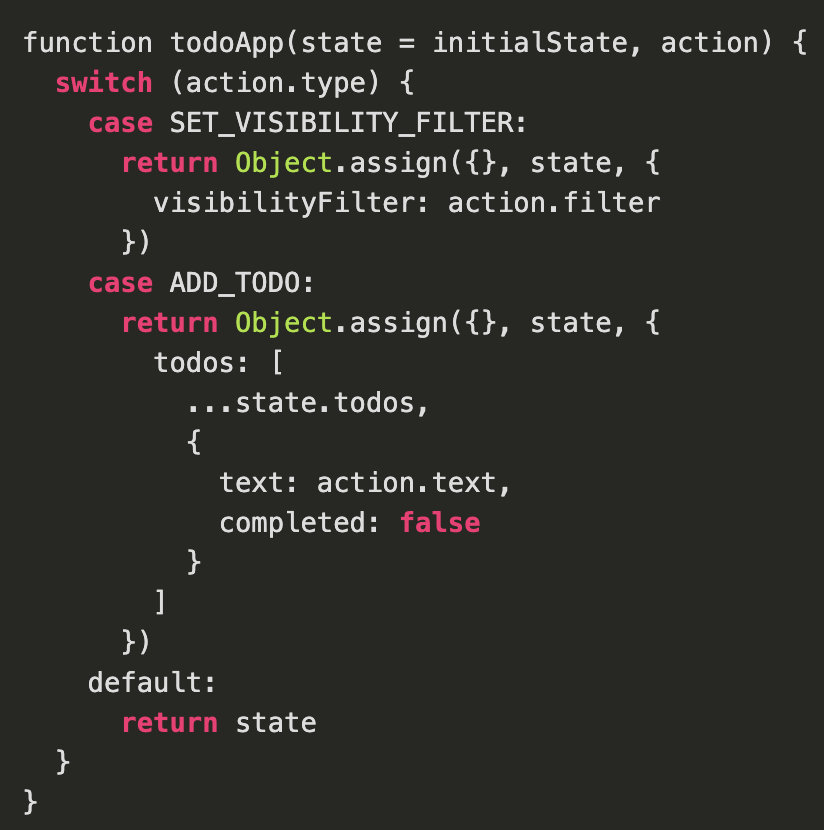 function todoApp(state = initialState, action) {
  switch (action.type) {
    case SET_VISIBILITY_FILTER:
      return Object.assign({}, state, {
        visibilityFilter: action.filter
      })
    case ADD_TODO:
      return Object.assign({}, state, {
        todos: [
          ...state.todos,
          {
            text: action.text,
            completed: false
          }
        ]
      })
    default:
      return state
  }
}